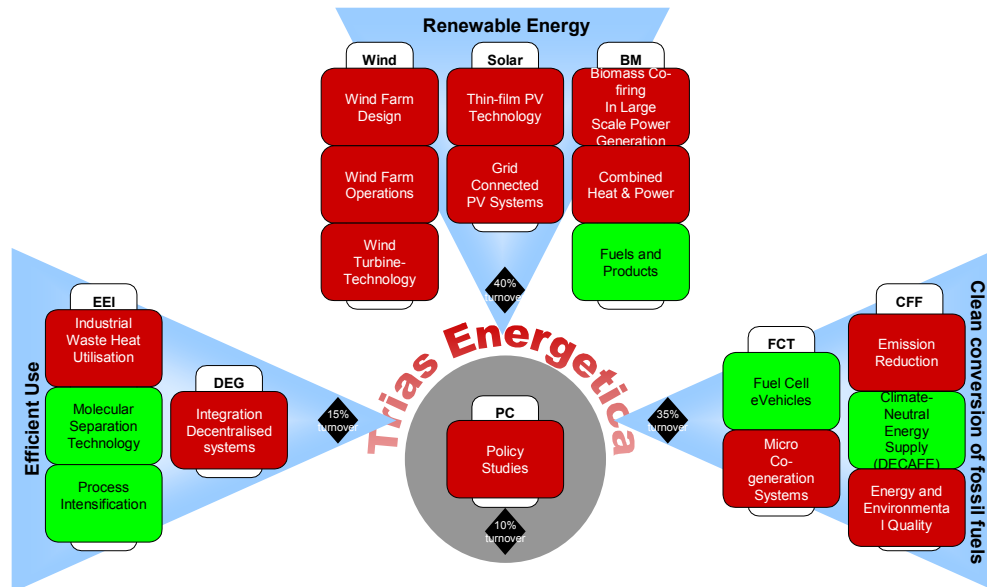 Renewable Energy
Wind
Wind Farm
Design
Wind Farm
Operations
Wind
Turbine-
Technology
Solar
Thin-film PV
Technology
Grid
Connected
PV Systems
40%
turnover
BM
Biomass Co-
firing
In Large
Scale Power
Generation
Combined
Heat & Power
Fuels and
Products
Efficient Use
EEI
Industrial
Waste Heat
Utilisation
Molecular
Separation
Technology
Process
Intensification
DEG
Integration
Decentralised
systems
15%
turnover
Trias Energetica
PC
Policy
Studies
10%
turnover
35%
turnover
FCT
Fuel Cell
eVehicles
Micro
Co-
generation
Systems
CFF
Emission
Reduction
Climate-
Neutral
Energy
Supply
(DECAFE)
Energy and
Environmenta
l Quality
Clean conversion of fossil fuels